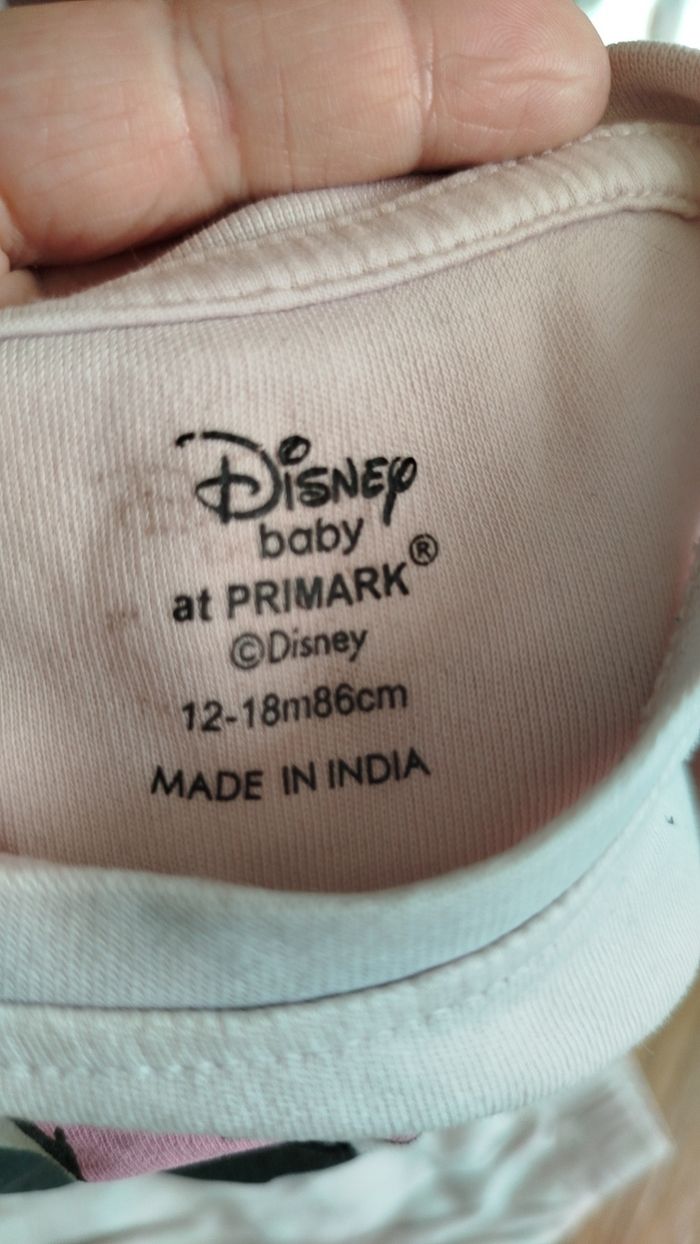 Disney
baby
at PRIMARK®
©Disney
12-18m86cm
MADE IN INDIA